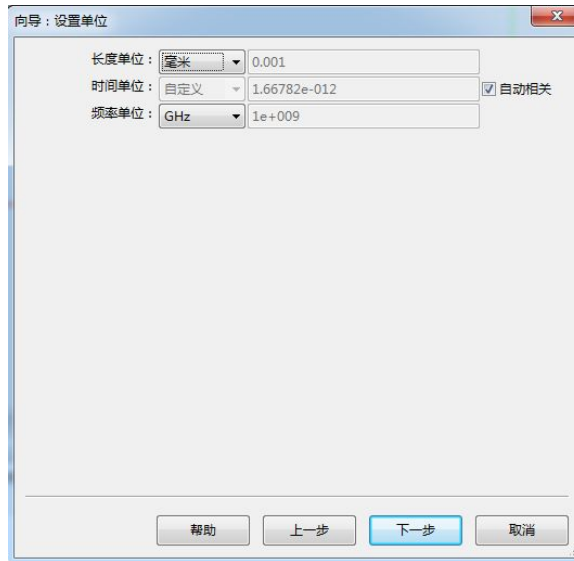 向导：设置单位
长度单位： 毫米 0.001
时间单位： 自定义 1.66782e-012 自动相关
频率单位： GHz 1e+009
帮助 上一步 下一步 取消